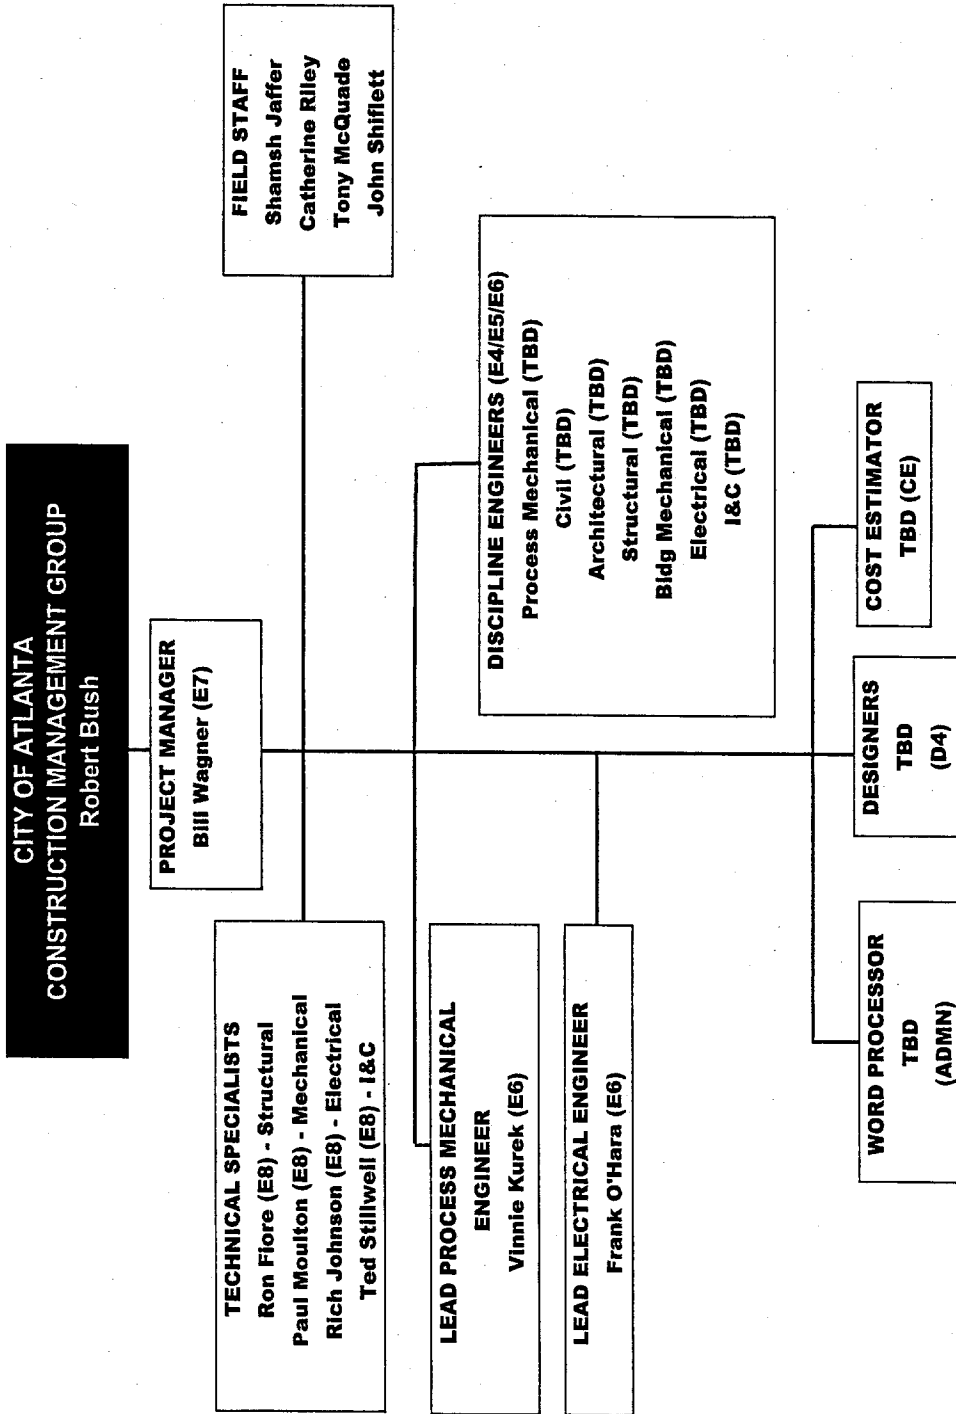 CITY OF ATLANTA
CONSTRUCTION MANAGEMENT GROUP
Robert Bush
PROJECT MANAGER
Bill Wagner (E7)
TECHNICAL SPECIALISTS
Ron Fiore (E8) - Structural
Paul Moulton (E8) - Mechanical
Rich Johnson (E8) - Electrical
Ted Stillwell (E8) - I&C
FIELD STAFF
Shamsh Jaffer
Catherine Riley
Tony McQuade
John Shiflett
LEAD PROCESS MECHANICAL
ENGINEER
Vinnie Kurek (E6)
DISCIPLINE ENGINEERS (E4/E5/E6)
Process Mechanical (TBD)
Civil (TBD)
Architectural (TBD)
Structural (TBD)
Bldg Mechanical (TBD)
Electrical (TBD)
I&C (TBD)
LEAD ELECTRICAL ENGINEER
Frank O'Hara (E6)
WORD PROCESSOR
TBD
(ADMN)
DESIGNERS
TBD
(D4)
COST ESTIMATOR
TBD (CE)